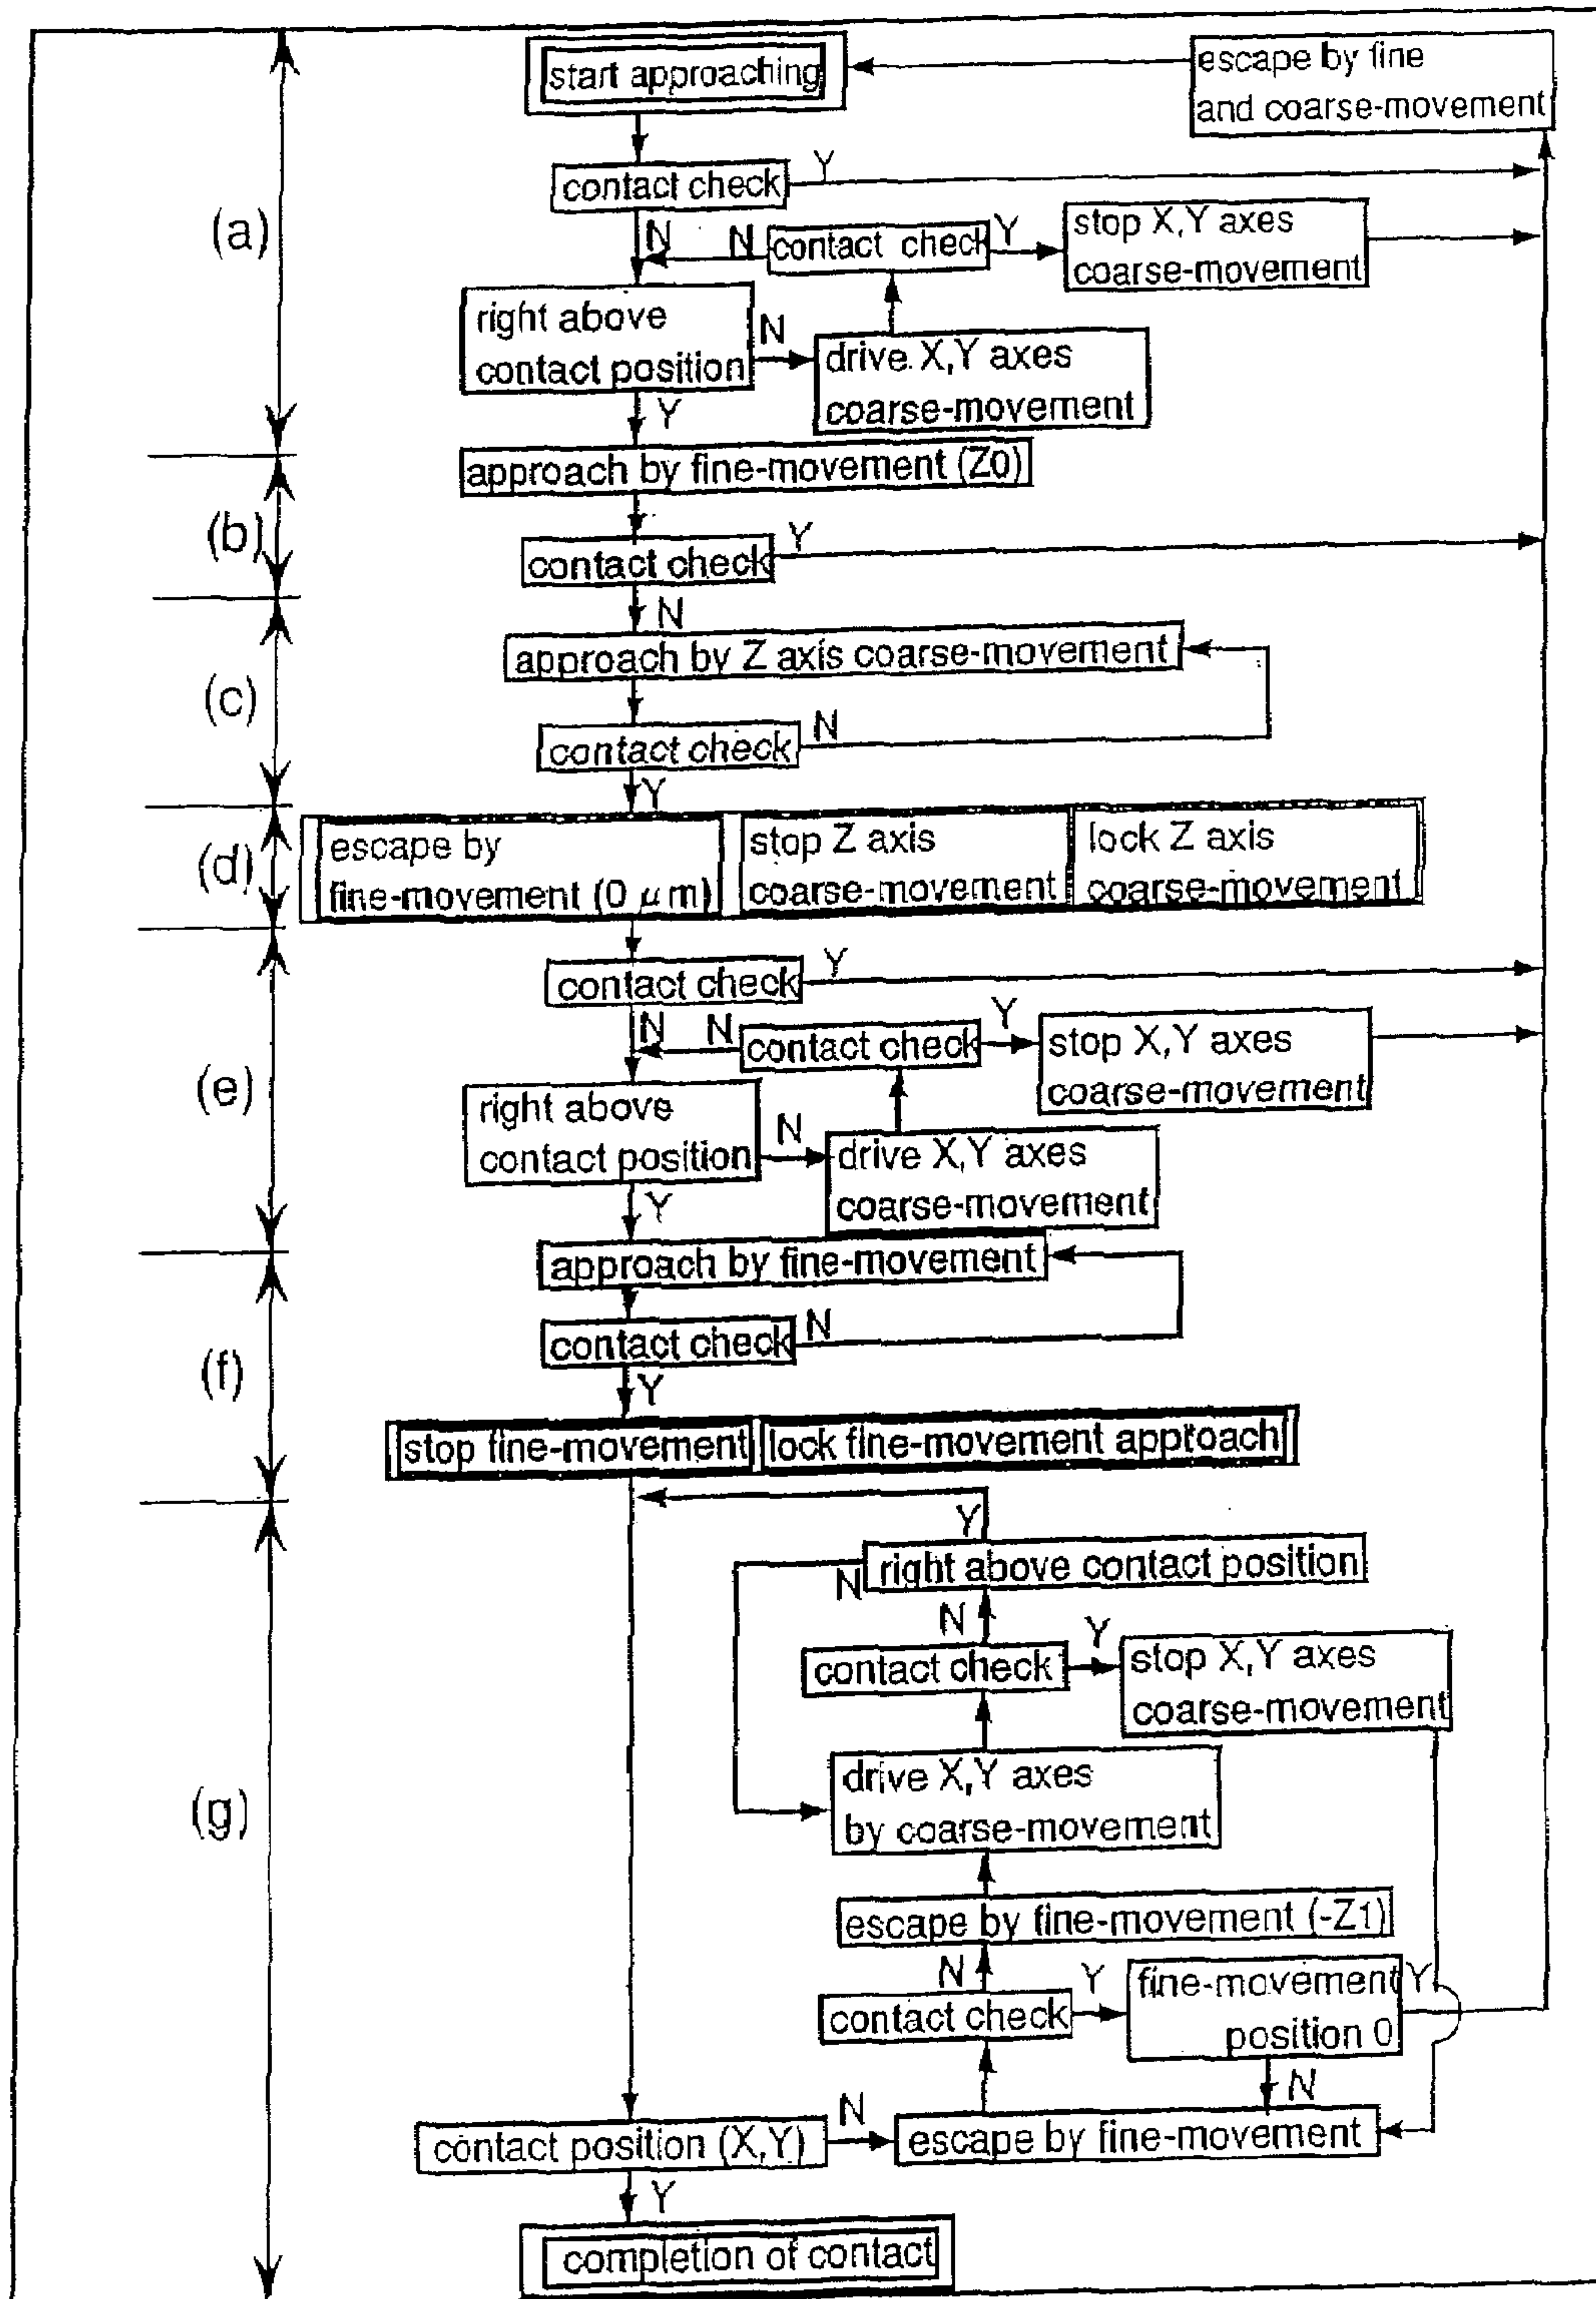 start approaching
escape by fine
and coarse-movement
contact check
Y
(a)
N
N
contact check
Y
stop X,Y axes
coarse-movement
right above
contact position
N
drive X,Y axes
coarse-movement
Y
approach by fine-movement (Z0)
(b)
contact check
Y
N
approach by Z axis coarse-movement
(c)
contact check
N
Y
(d)
escape by
fine-movement (0 μm)
stop Z axis
coarse-movement
lock Z axis
coarse-movement
contact check
Y
(e)
N
N
contact check
Y
stop X,Y axes
coarse-movement
right above
contact position
N
drive X,Y axes
coarse-movement
Y
approach by fine-movement
(f)
contact check
N
Y
stop fine-movement
lock fine-movement approach
Y
right above contact position
N
N
contact check
Y
stop X,Y axes
coarse-movement
(g)
drive X,Y axes
by coarse-movement
escape by fine-movement (-Z1)
N
contact check
Y
fine-movement
position 0
Y
N
contact position (X,Y)
N
escape by fine-movement
Y
completion of contact